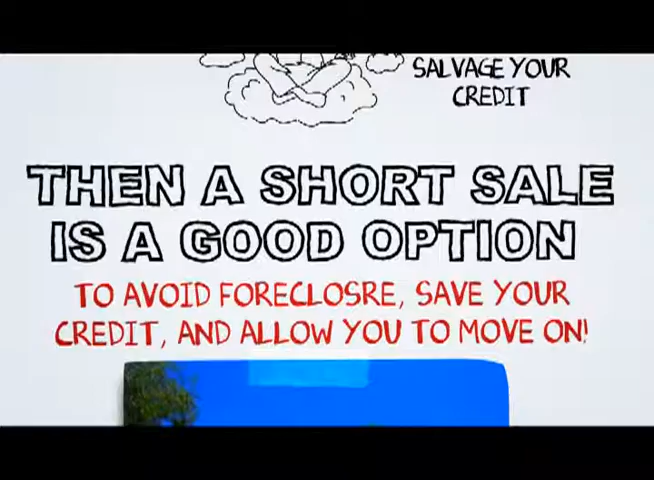 SALVAGE YOUR
CREDIT
THEN A SHORT SALE
IS A GOOD OPTION
TO AVOID FORECLOSRE, SAVE YOUR
CREDIT, AND ALLOW YOU TO MOVE ON!